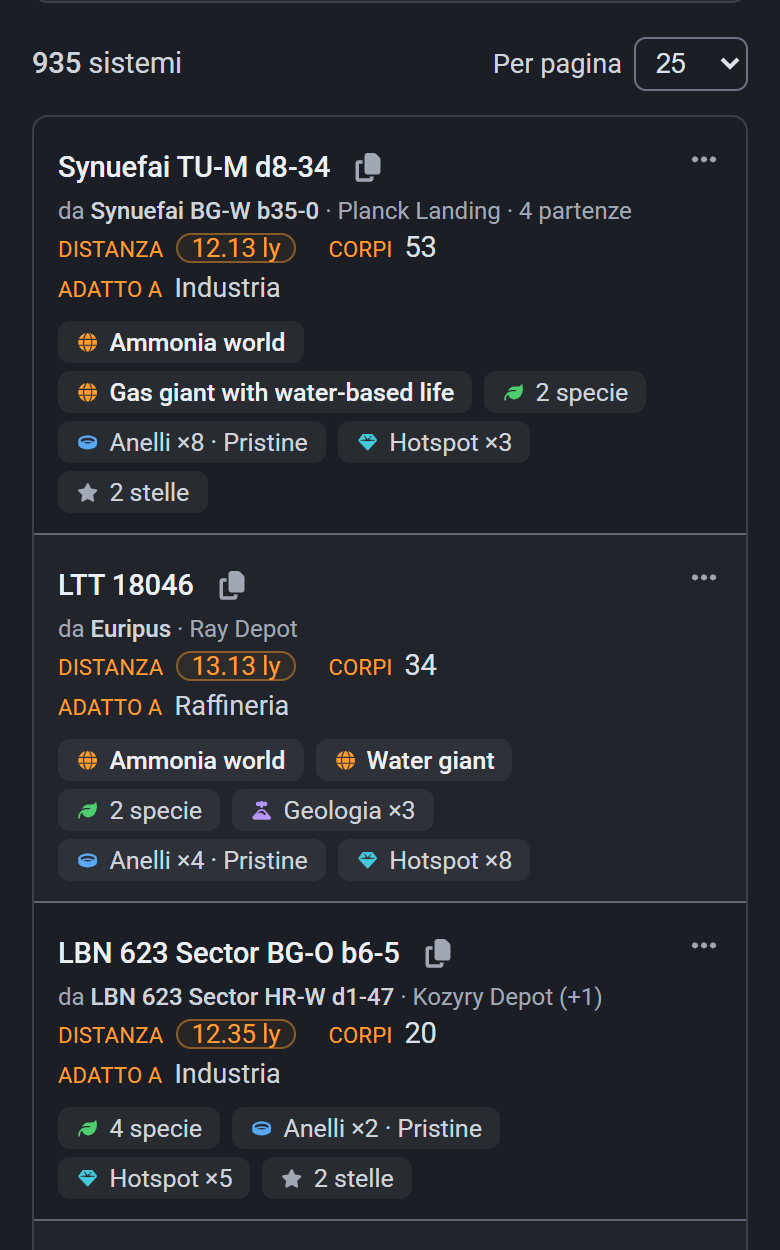 935 sistemi Per pagina 25
Synuefai TU-M d8-34
da Synuefai BG-W b35-0 · Planck Landing · 4 partenze
DISTANZA 12.13 ly CORPI 53
ADATTO A Industria
Ammonia world
Gas giant with water-based life 2 specie
Anelli ×8 · Pristine Hotspot ×3
2 stelle
LTT 18046
da Euripus · Ray Depot
DISTANZA 13.13 ly CORPI 34
ADATTO A Raffineria
Ammonia world Water giant
2 specie Geologia ×3
Anelli ×4 · Pristine Hotspot ×8
LBN 623 Sector BG-O b6-5
da LBN 623 Sector HR-W d1-47 · Kozyry Depot (+1)
DISTANZA 12.35 ly CORPI 20
ADATTO A Industria
4 specie Anelli ×2 · Pristine
Hotspot ×5 2 stelle